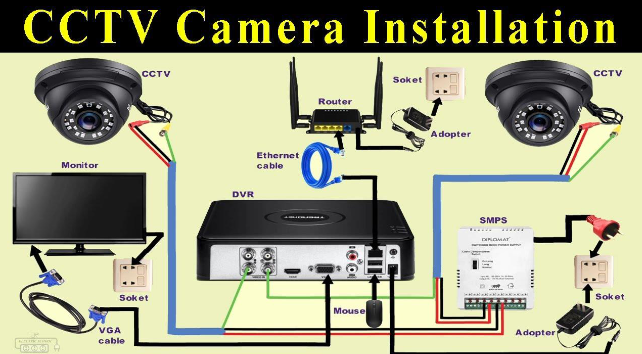 CCTV Camera Installation
CCTV
Router
Soket
CCTV
Adopter
Monitor
Ethernet
cable
DVR
SMPS
DIPLOMAT
Soket
Mouse
Soket
VGA
cable
Adopter